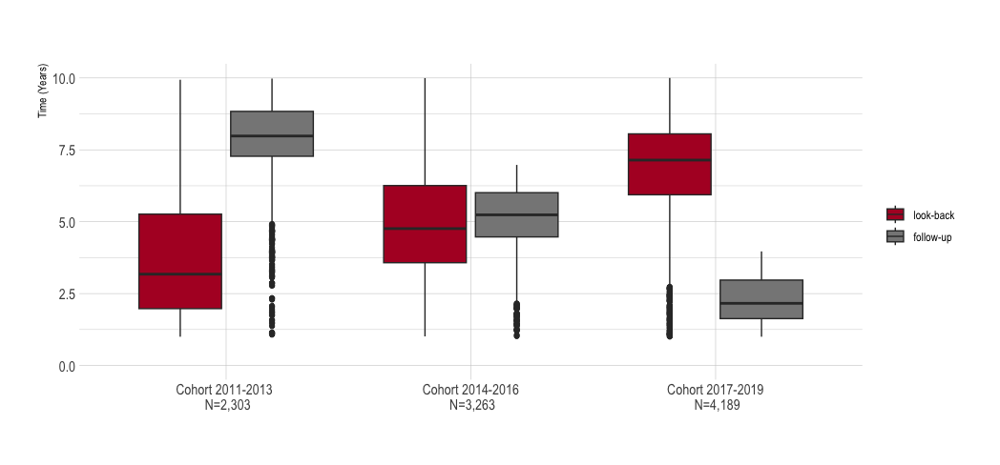 Time (Years)
10.0
7.5
5.0
2.5
0.0
Cohort 2011-2013
N=2,303
Cohort 2014-2016
N=3,263
Cohort 2017-2019
N=4,189
look-back
follow-up